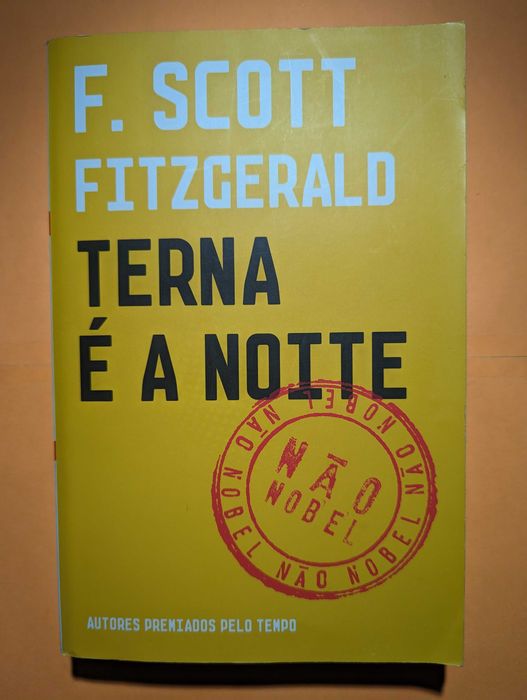 F. SCOTT
FITZGERALD
TERNA
É A NOITE
NÃO NOBEL NÃO NOBEL NÃO NOBEL NÃO NOBEL
NÃO
NOBEL
AUTORES PREMIADOS PELO TEMPO